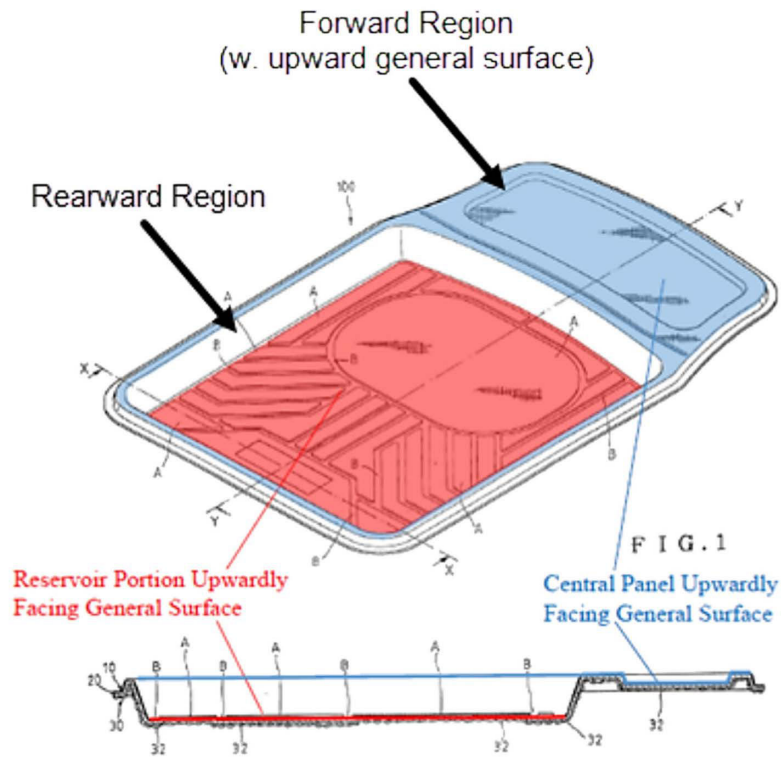 Forward Region
(w. upward general surface)
Rearward Region
100
Y
A
A
A
B
B
X
B
A
B
A
Y
B
X
F I G.1
Reservoir Portion Upwardly
Facing General Surface
Central Panel Upwardly
Facing General Surface
10
20
30
B
A
B
A
B
A
B
32
32
32
32
32